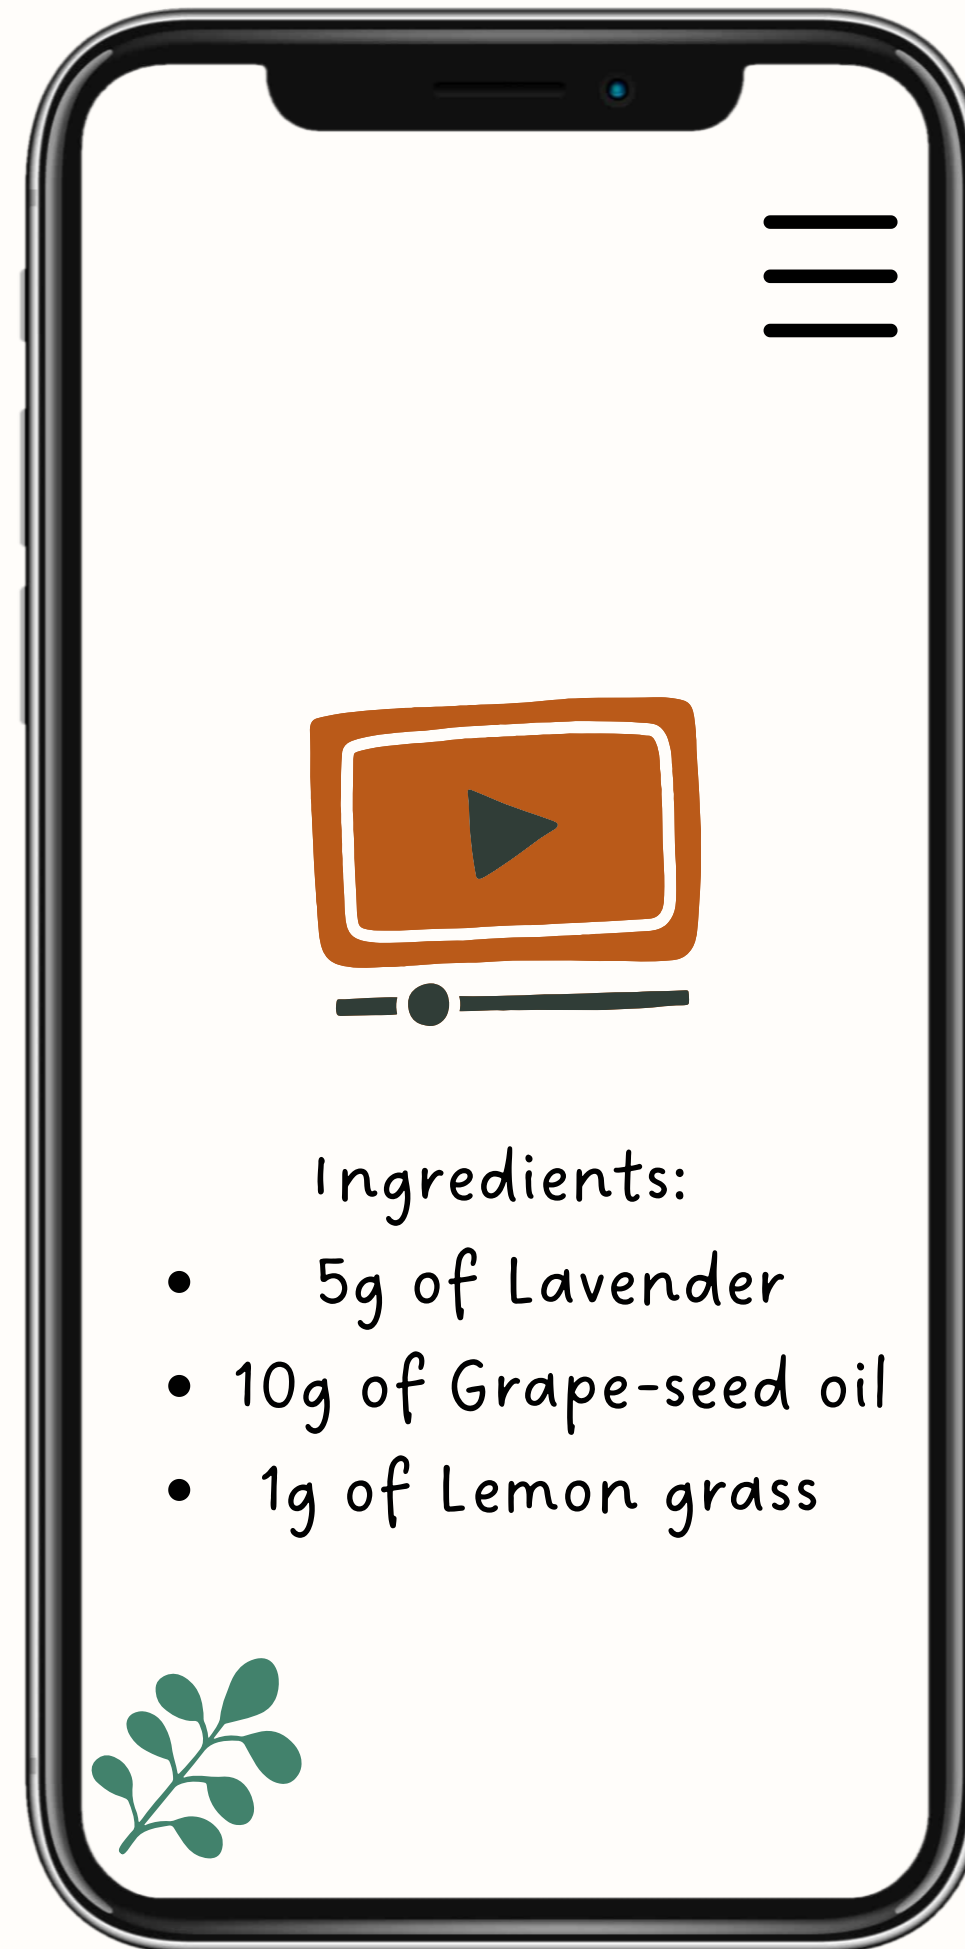 Ingredients:
• 5g of Lavender
• 10g of Grape-seed oil
• 1g of Lemon grass